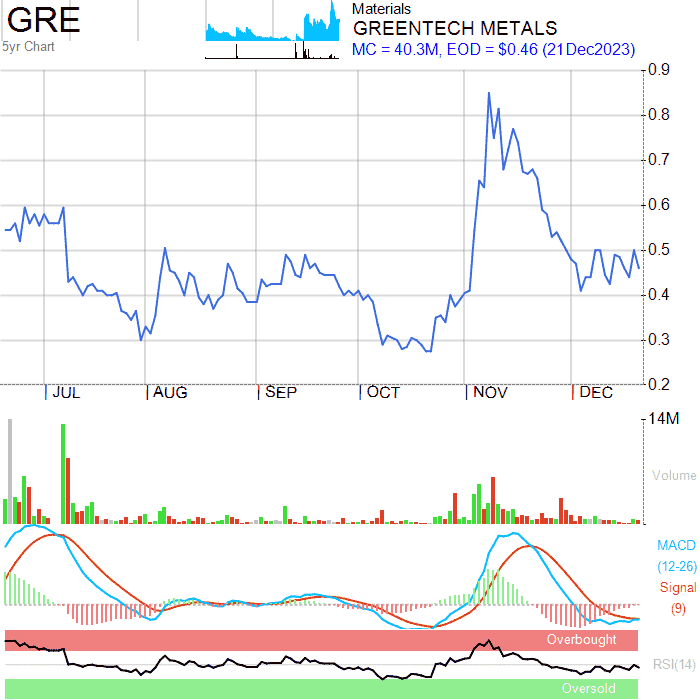 GRE
5yr Chart
Materials
GREENTECH METALS
MC = 40.3M, EOD = $0.46 (21Dec2023)
0.9
0.8
0.7
0.6
0.5
0.4
0.3
0.2
JUL AUG SEP OCT NOV DEC
14M
Volume
MACD
(12-26)
Signal
(9)
Overbought
RSI(14)
Oversold